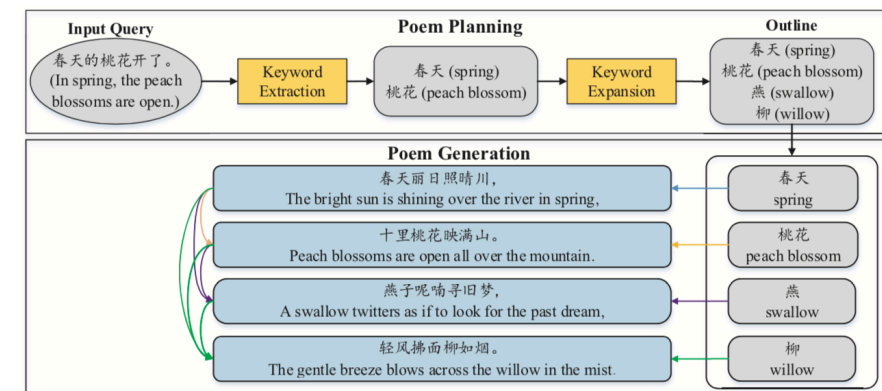 Poem Planning
Input Query
春天的桃花开了。
(In spring, the peach
blossoms are open.)
Keyword
Extraction
春天 (spring)
桃花 (peach blossom)
Keyword
Expansion
Outline
春天 (spring)
桃花 (peach blossom)
燕 (swallow)
柳 (willow)
Poem Generation
春天丽日照晴川，
The bright sun is shining over the river in spring,
春天
spring
十里桃花映满山。
Peach blossoms are open all over the mountain.
桃花
peach blossom
燕子呢喃寻旧梦，
A swallow twitters as if to look for the past dream,
燕
swallow
轻风拂面柳如烟。
The gentle breeze blows across the willow in the mist.
柳
willow